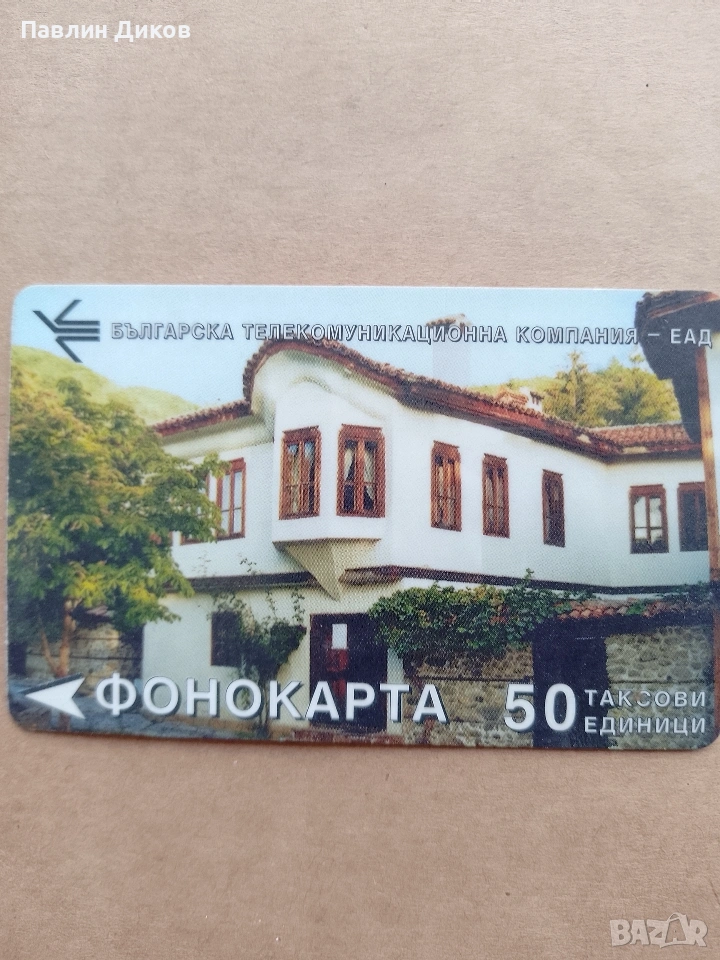 Павлин Диков
БЪЛГАРСКА ТЕЛЕКОМУНИКАЦИОННА КОМПАНИЯ – ЕАД
ФОНОКАРТА 50 ТАКСОВИ
ЕДИНИЦИ
BAZAR